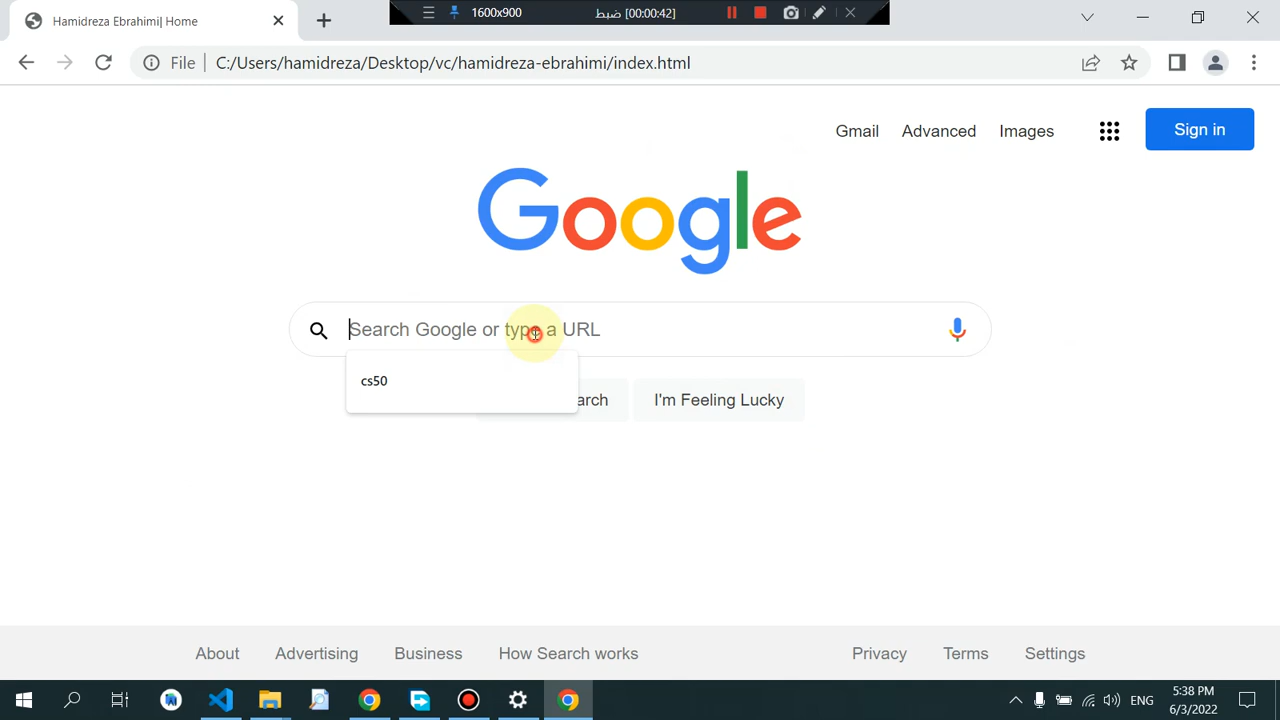 Hamidreza Ebrahimi| Home
1600x900
ضبط [00:00:42]
File
C:/Users/hamidreza/Desktop/vc/hamidreza-ebrahimi/index.html
Gmail Advanced Images Sign in
Google
Search Google or type a URL
cs50
arch I'm Feeling Lucky
About Advertising Business How Search works Privacy Terms Settings
ENG
5:38 PM
6/3/2022